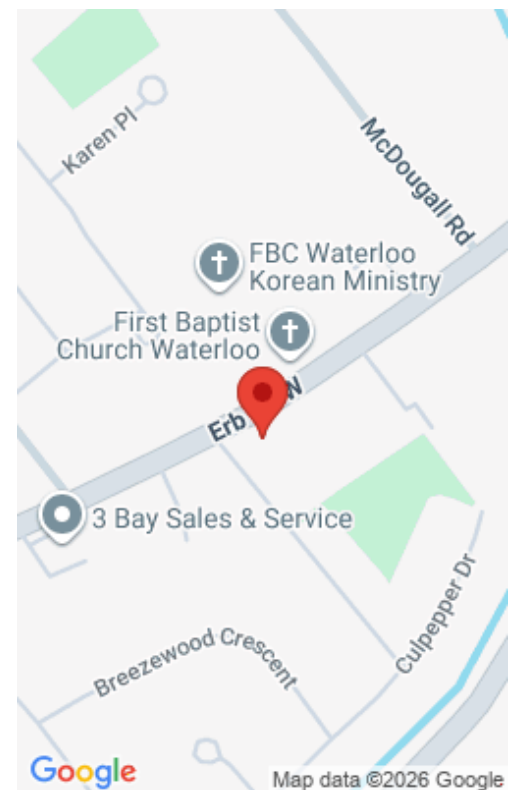 Karen Pl
McDougall Rd
FBC Waterloo
Korean Ministry
First Baptist
Church Waterloo
Erb
W
3 Bay Sales & Service
Culpepper Dr
Breezewood Crescent
Google
Map data ©2026 Google